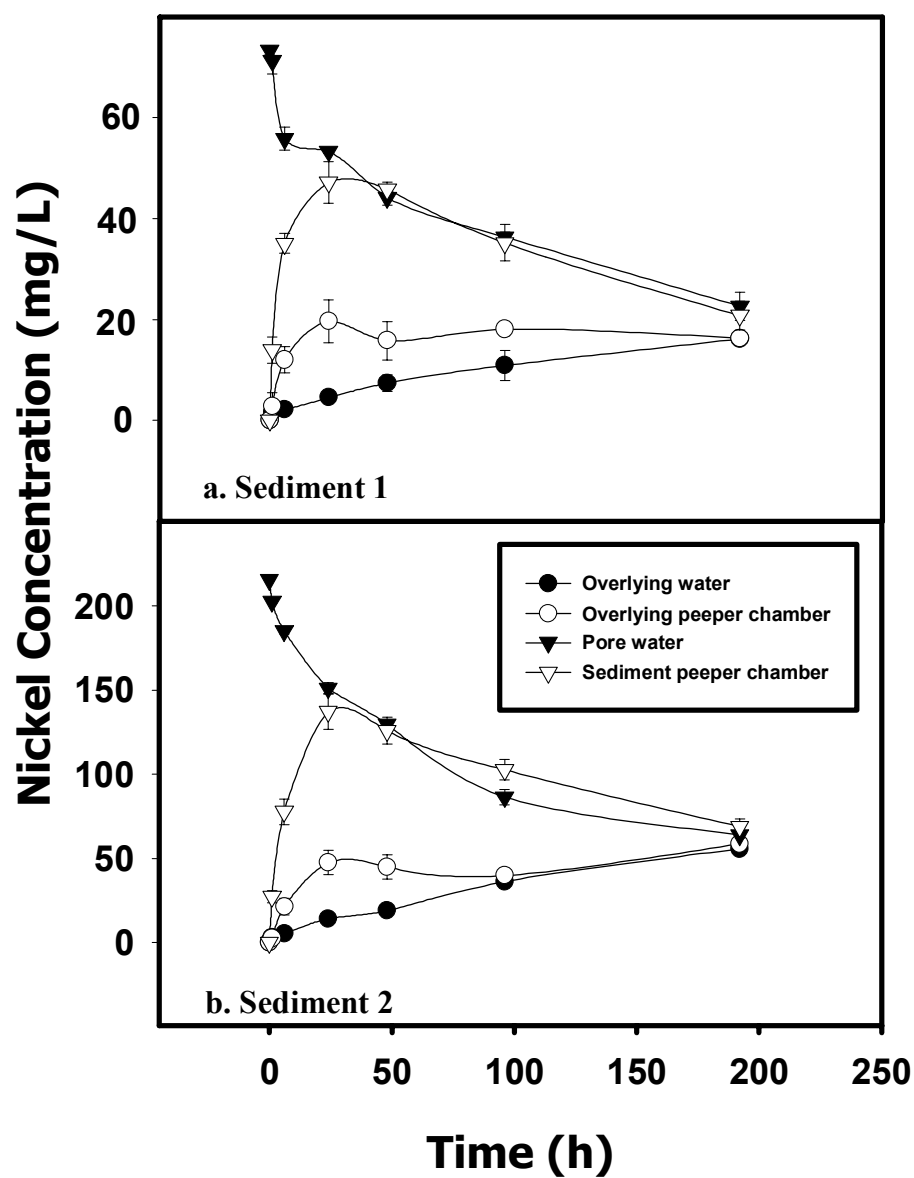 Nickel Concentration (mg/L)
60
40
20
0
a. Sediment 1
200
150
100
50
0
Overlying water
Overlying peeper chamber
Pore water
Sediment peeper chamber
b. Sediment 2
0 50 100 150 200 250
Time (h)